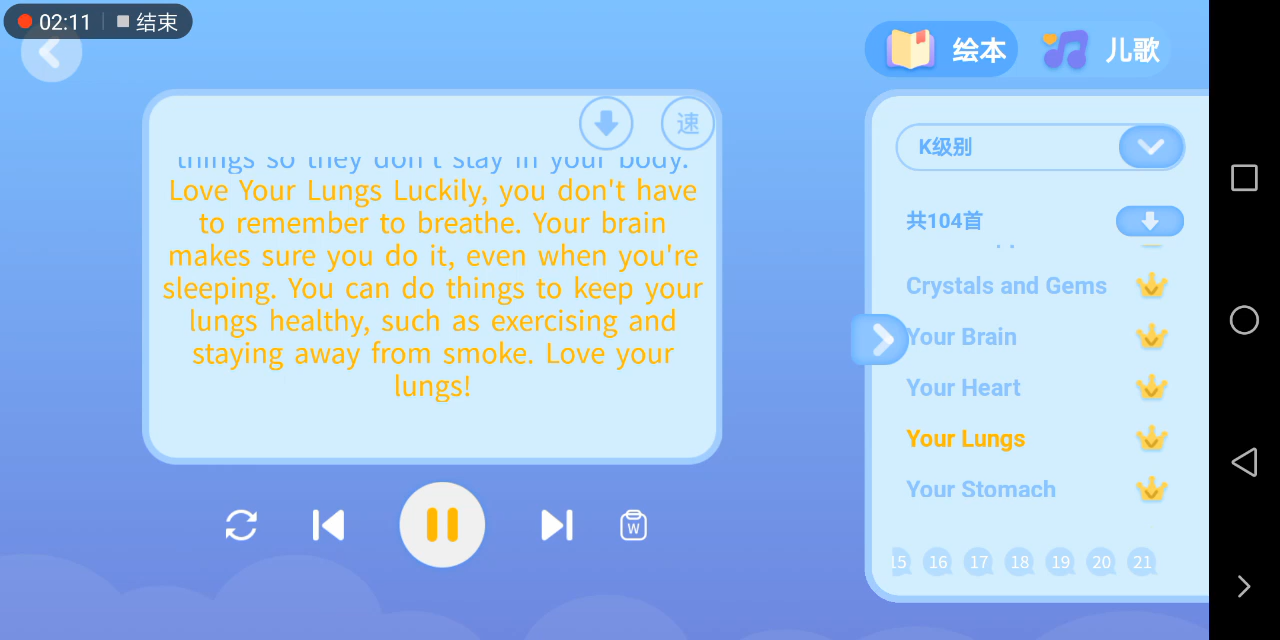 02:11 结束
绘本
儿歌
速
things so they don't stay in your body.
Love Your Lungs Luckily, you don't have
to remember to breathe. Your brain
makes sure you do it, even when you're
sleeping. You can do things to keep your
lungs healthy, such as exercising and
staying away from smoke. Love your
lungs!
W
K级别
共104首
Crystals and Gems
Your Brain
Your Heart
Your Lungs
Your Stomach
15 16 17 18 19 20 21